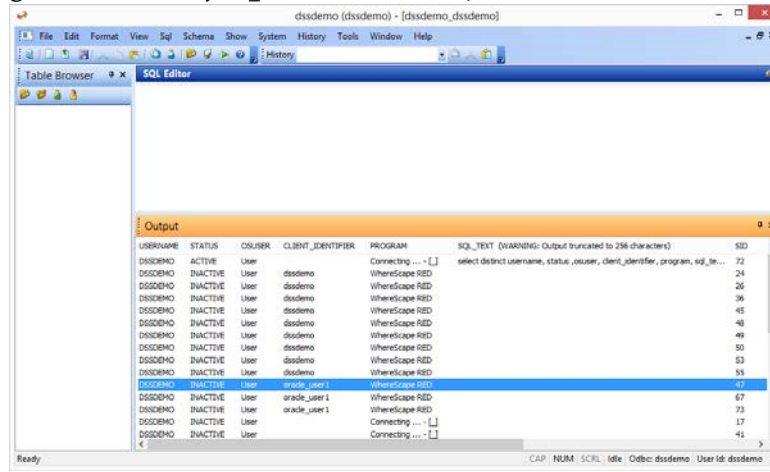 dssdemo (dssdemo) - [dssdemo_dssdemo]
File Edit Format View Sql Schema Show System History Tools Window Help
History
Table Browser
SQL Editor
Output
USERNAME STATUS OSUSER CLIENT_IDENTIFIER PROGRAM SQL_TEXT (WARNING: Output truncated to 256 characters) SID
DSSDEMO ACTIVE User Connecting ... - [_] select distinct username, status ,osuser, client_identifier, program, sql_te... 72
DSSDEMO INACTIVE User dssdemo WhereScape RED 24
DSSDEMO INACTIVE User dssdemo WhereScape RED 26
DSSDEMO INACTIVE User dssdemo WhereScape RED 36
DSSDEMO INACTIVE User dssdemo WhereScape RED 45
DSSDEMO INACTIVE User dssdemo WhereScape RED 48
DSSDEMO INACTIVE User dssdemo WhereScape RED 49
DSSDEMO INACTIVE User dssdemo WhereScape RED 50
DSSDEMO INACTIVE User dssdemo WhereScape RED 53
DSSDEMO INACTIVE User dssdemo WhereScape RED 55
DSSDEMO INACTIVE User oracle_user1 WhereScape RED 47
DSSDEMO INACTIVE User oracle_user1 WhereScape RED 67
DSSDEMO INACTIVE User oracle_user1 WhereScape RED 73
DSSDEMO INACTIVE User Connecting ... - [_] 17
DSSDEMO INACTIVE User Connecting ... - [_] 41
Ready CAP NUM SCRL Idle Odbc: dssdemo User Id: dssdemo